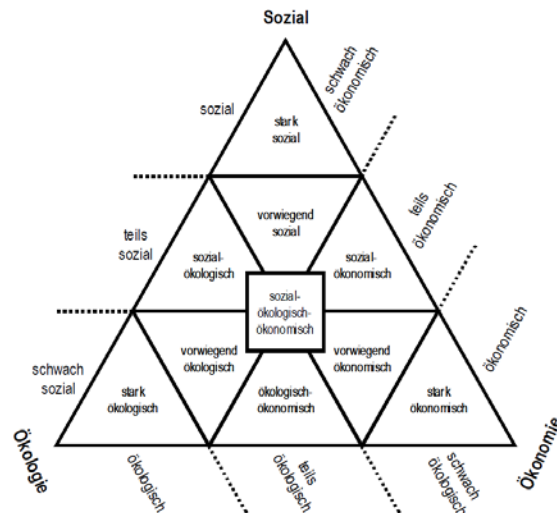 Sozial
schwach
ökonomisch
sozial
stark
sozial
teils
ökonomisch
vorwiegend
sozial
teils
sozial
sozial-
ökologisch
sozial-
ökonomisch
sozial-
ökologisch-
ökonomisch
ökonomisch
schwach
sozial
vorwiegend
ökologisch
vorwiegend
ökonomisch
stark
ökologisch
ökologisch-
ökonomisch
stark
ökonomisch
Ökologie
Ökonomie
ökologisch
teils
ökologisch
schwach
ökologisch